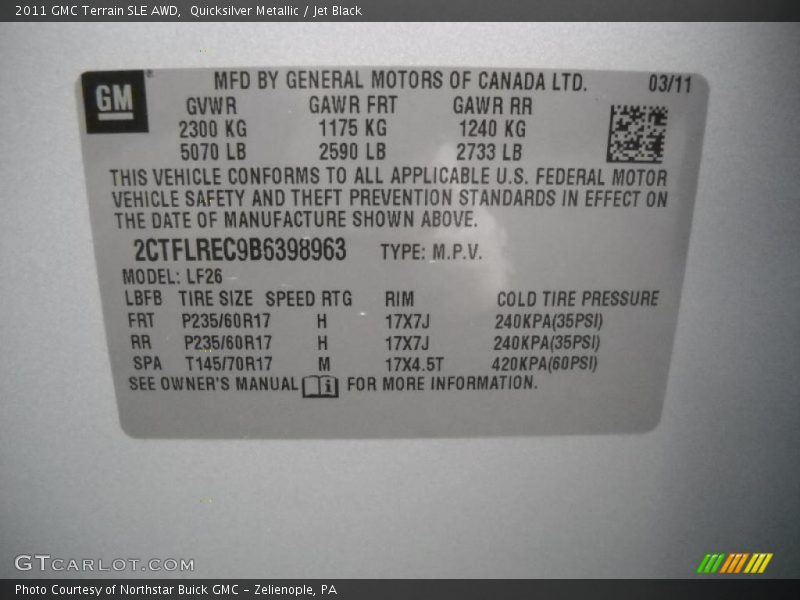 2011 GMC Terrain SLE AWD,  Quicksilver Metallic / Jet Black
GM
MFD BY GENERAL MOTORS OF CANADA LTD. 03/11
GVWR GAWR FRT GAWR RR
2300 KG 1175 KG 1240 KG
5070 LB 2590 LB 2733 LB
THIS VEHICLE CONFORMS TO ALL APPLICABLE U.S. FEDERAL MOTOR
VEHICLE SAFETY AND THEFT PREVENTION STANDARDS IN EFFECT ON
THE DATE OF MANUFACTURE SHOWN ABOVE.
2CTFLREC9B6398963 TYPE: M.P.V.
MODEL: LF26
LBFB TIRE SIZE SPEED RTG RIM COLD TIRE PRESSURE
FRT P235/60R17 H 17X7J 240KPA(35PSI)
RR P235/60R17 H 17X7J 240KPA(35PSI)
SPA T145/70R17 M 17X4.5T 420KPA(60PSI)
SEE OWNER'S MANUAL i FOR MORE INFORMATION.
GTCARLOT.COM
Photo Courtesy of Northstar Buick GMC - Zelienople, PA